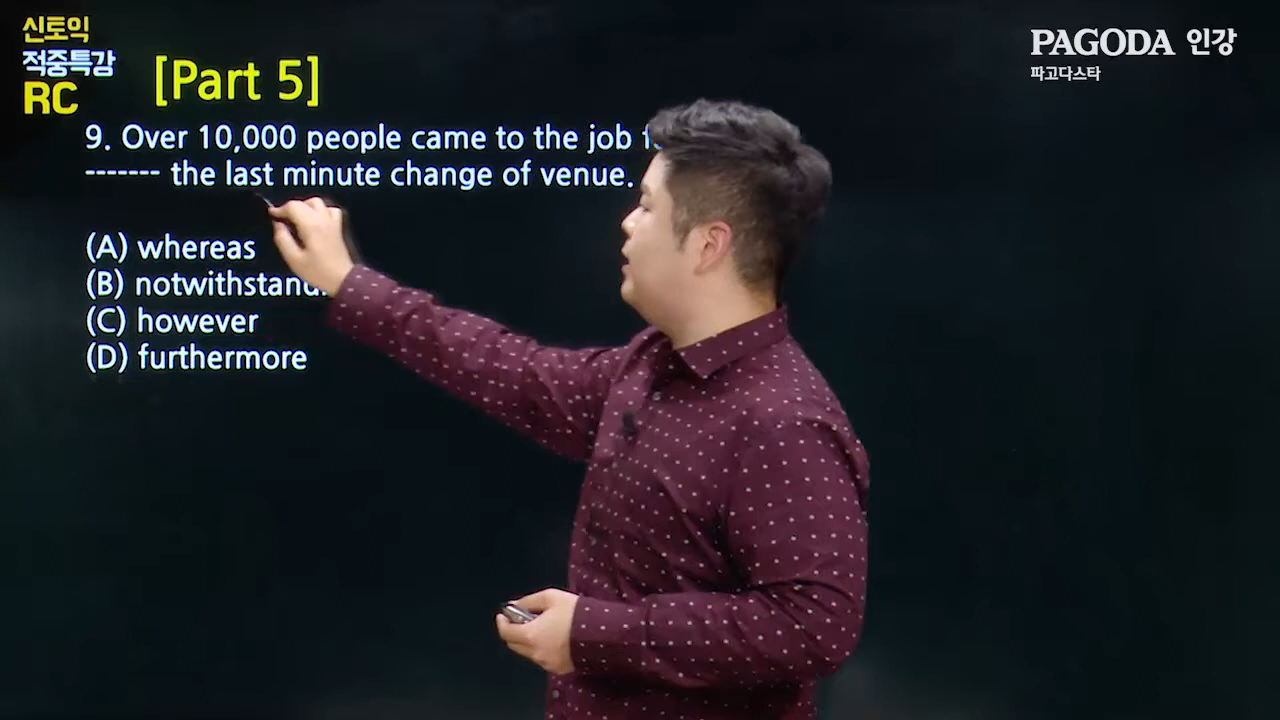 신토익
적중특강
RC
[Part 5]
PAGODA 인강
파고다스타
9. Over 10,000 people came to the job
------- the last minute change of venue.
(A) whereas
(B)
(C) however
(D) furthermore